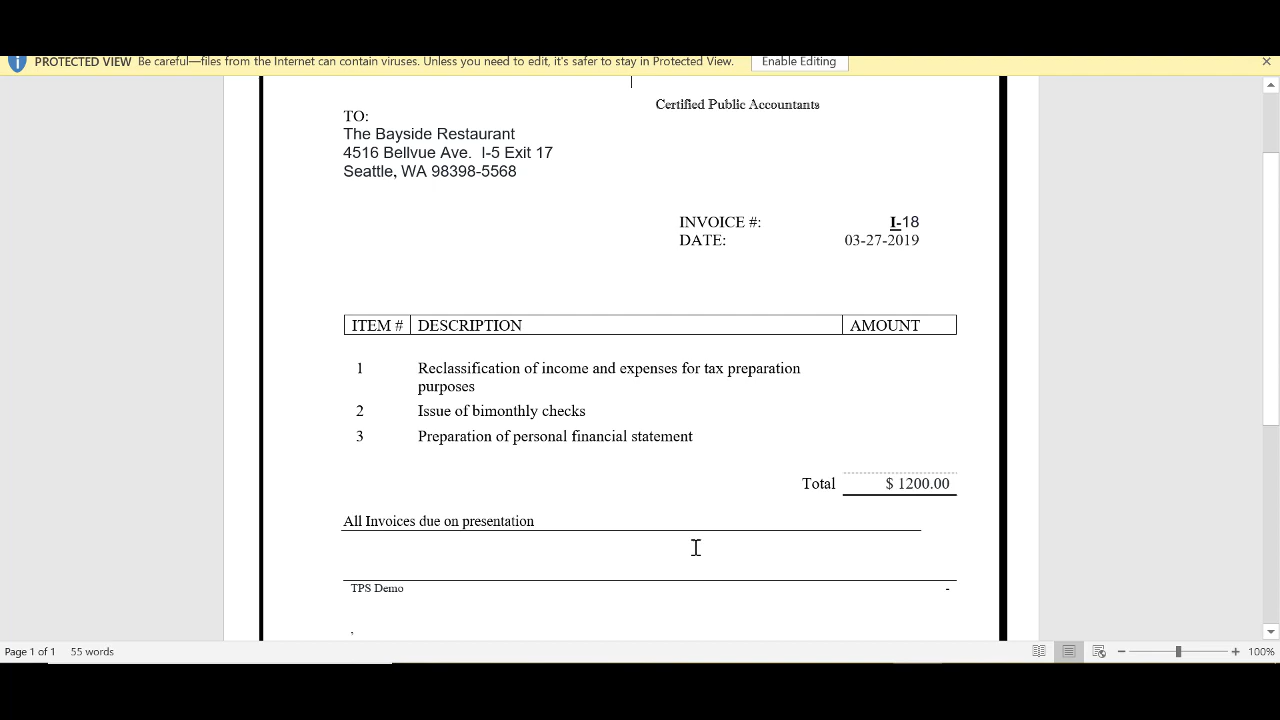 PROTECTED VIEW Be careful—files from the Internet can contain viruses. Unless you need to edit, it's safer to stay in Protected View. Enable Editing
Certified Public Accountants
TO:
The Bayside Restaurant
4516 Bellvue Ave. I-5 Exit 17
Seattle, WA 98398-5568
INVOICE #: I-18
DATE: 03-27-2019
ITEM # DESCRIPTION AMOUNT
1 Reclassification of income and expenses for tax preparation
purposes
2 Issue of bimonthly checks
3 Preparation of personal financial statement
Total $ 1200.00
All Invoices due on presentation
TPS Demo -
,
Page 1 of 1 55 words 100%